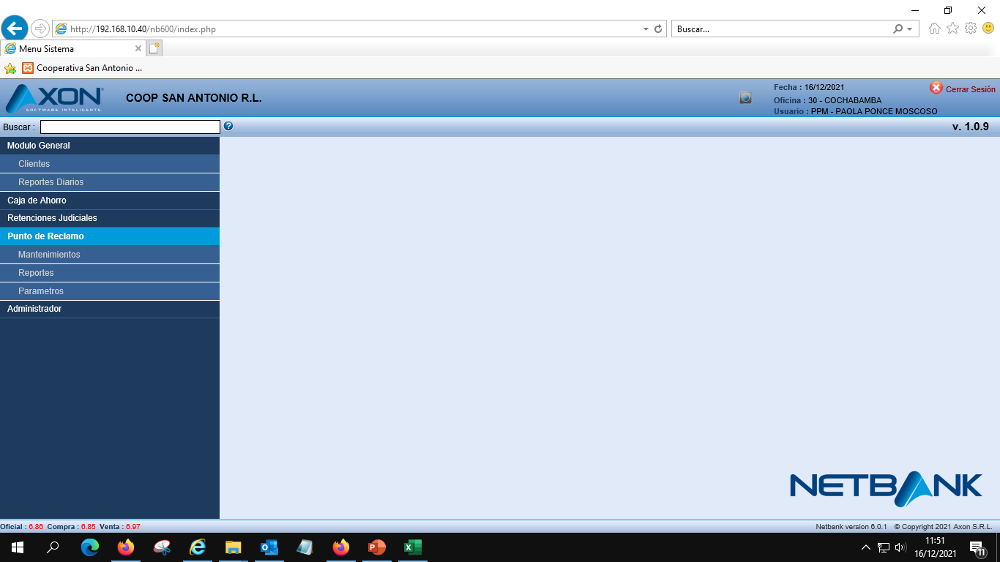 http://192.168.10.40/nb600/index.php
Buscar...
Menu Sistema
Cooperativa San Antonio ...
AXON®
SOFTWARE INTELIGENTE
COOP SAN ANTONIO R.L.
Fecha : 16/12/2021
Oficina : 30 - COCHABAMBA
Usuario : PPM - PAOLA PONCE MOSCOSO
Cerrar Sesión
Buscar :
v. 1.0.9
Modulo General
Clientes
Reportes Diarios
Caja de Ahorro
Retenciones Judiciales
Punto de Reclamo
Mantenimientos
Reportes
Parametros
Administrador
NETBANK
Oficial : 6.86 Compra : 6.85 Venta : 6.97
Netbank version 6.0.1 © Copyright 2021 Axon S.R.L.
11:51
16/12/2021
11